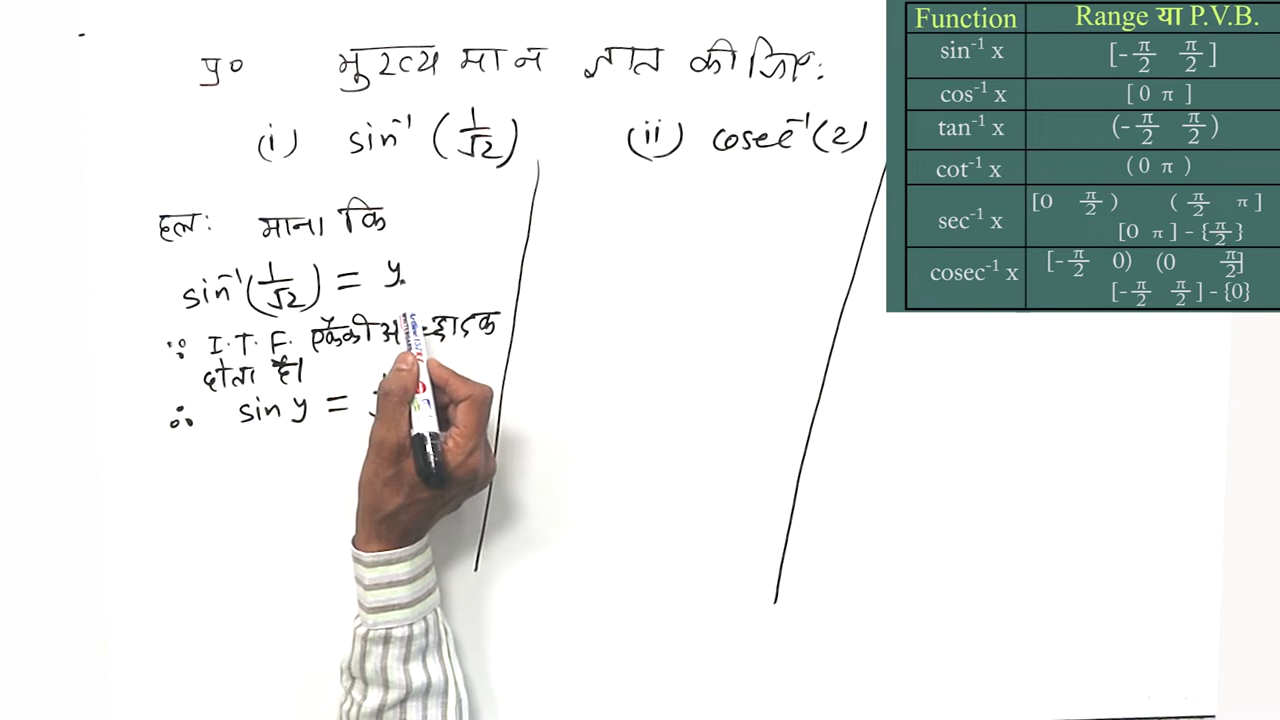 प्र० मुख्य मान ज्ञात कीजिए:
(i) sin⁻¹ (1/√2) (ii) cosec⁻¹ (2)
हल: माना कि
sin⁻¹ (1/√2) = y
∵ I.T.F. एकैकी
होता है।
∴ sin y =
Function Range या P.V.B.
sin⁻¹ x [-π/2 π/2]
cos⁻¹ x [0 π]
tan⁻¹ x (-π/2 π/2)
cot⁻¹ x (0 π)
sec⁻¹ x [0 π/2) (π/2 π]
[0 π] - {π/2}
cosec⁻¹ x [-π/2 0) (0 π/2]
[-π/2 π/2] - {0}